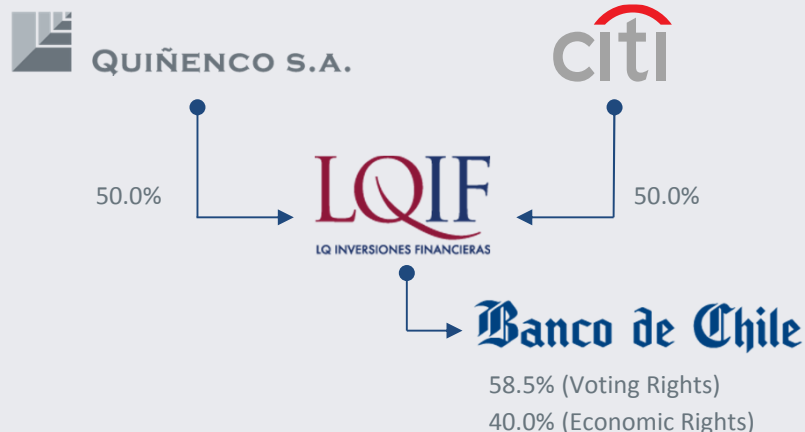 QUIÑENCO S.A.
citi
50.0%
LQIF
50.0%
LQ INVERSIONES FINANCIERAS
Banco de Chile
58.5% (Voting Rights)
40.0% (Economic Rights)